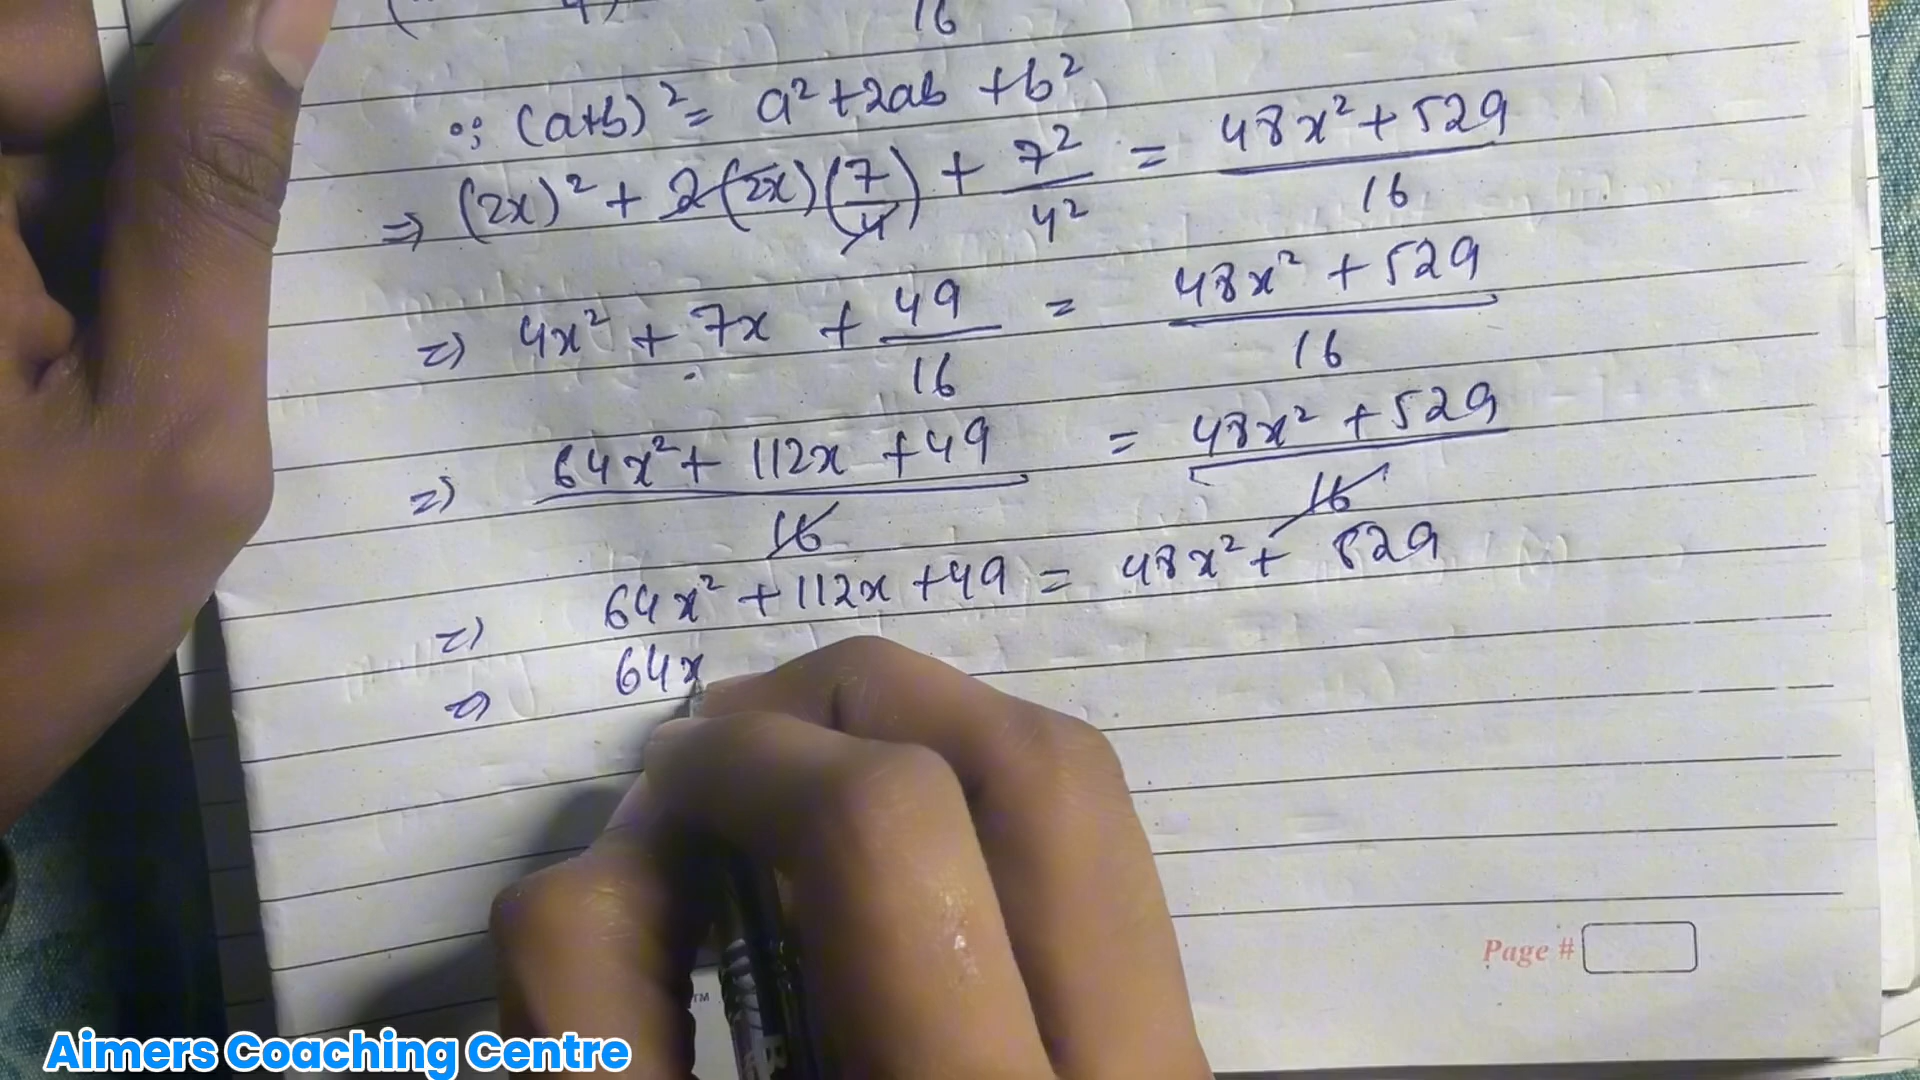 16
∵ (a+b)² = a² + 2ab + b²
⇒ (2x)² + 2(2x)(7/4) + 7²/4² = 48x² + 529/16
⇒ 4x² + 7x + 49/16 = 48x² + 529/16
⇒ 64x² + 112x + 49/16 = 48x² + 529/16
⇒ 64x² + 112x + 49 = 48x² + 529
⇒ 64x
Page #
TM
B
Aimers Coaching Centre